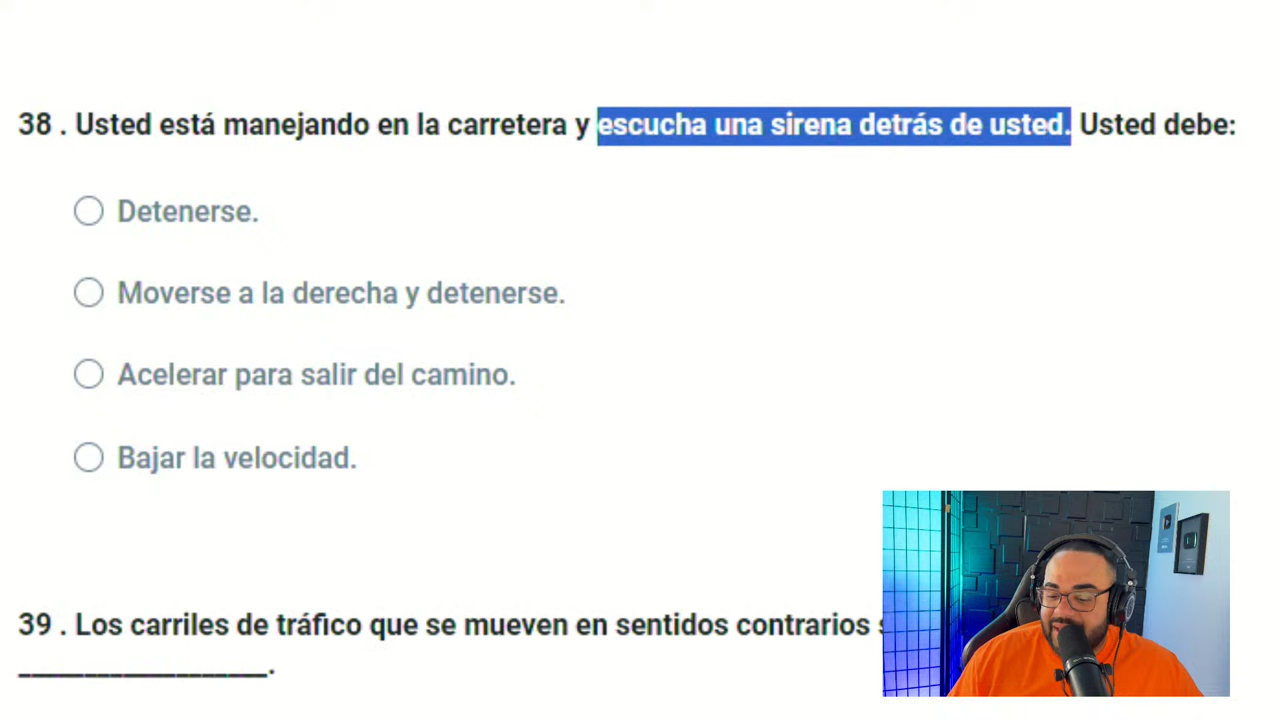 38 . Usted está manejando en la carretera y escucha una sirena detrás de usted. Usted debe:
Detenerse.
Moverse a la derecha y detenerse.
Acelerar para salir del camino.
Bajar la velocidad.
39 . Los carriles de tráfico que se mueven en sentidos contrarios
____________________.